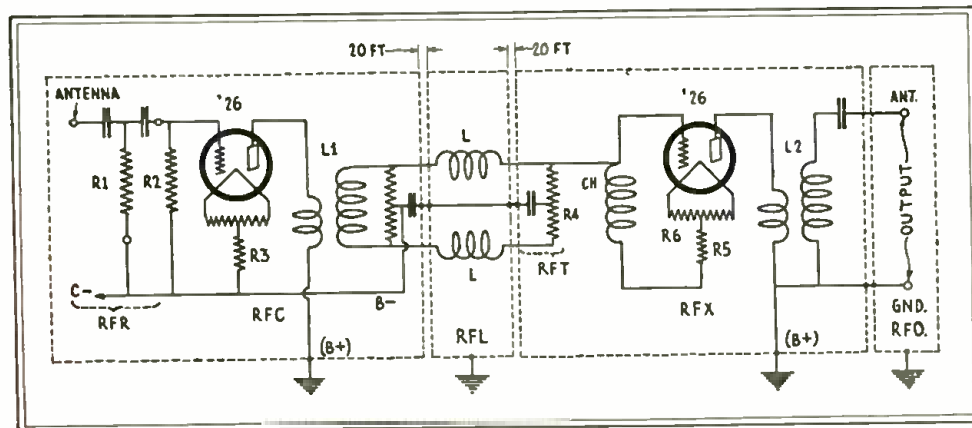 20 FT 20 FT
ANTENNA '26 L '26 ANT.
L1 L2
R1 R2 CH OUTPUT
R4
R3 L R6 R5
RFT
C- B- GND.
RFR RFC RFX RFO.
(B+) RFL (B+)